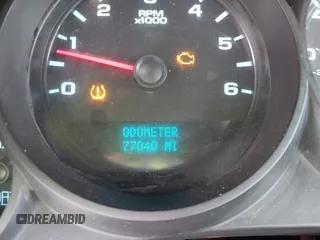 3 4
RPM
x1000
2 5
1
0 6
ODOMETER
77040 MI
DREAMBID